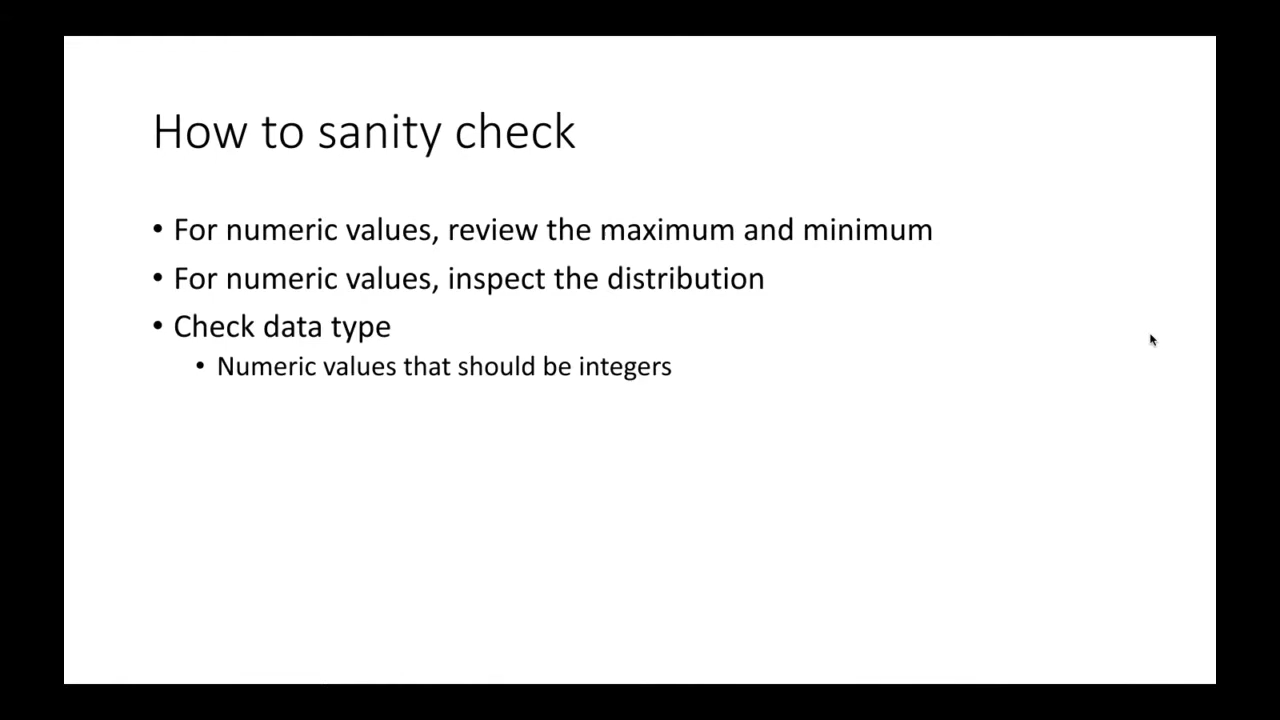 How to sanity check
• For numeric values, review the maximum and minimum
• For numeric values, inspect the distribution
• Check data type
• Numeric values that should be integers